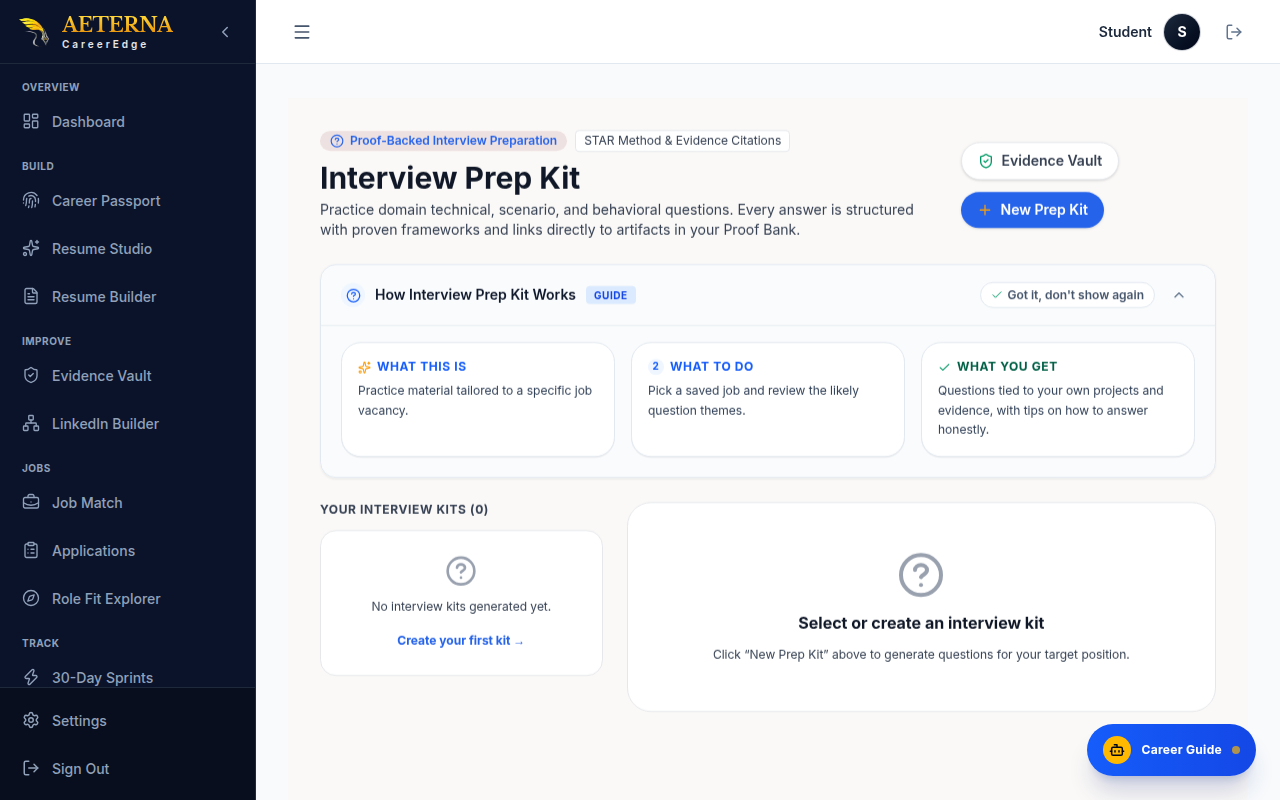 AETERNA
CareerEdge
OVERVIEW
Dashboard
BUILD
Career Passport
Resume Studio
Resume Builder
IMPROVE
Evidence Vault
LinkedIn Builder
JOBS
Job Match
Applications
Role Fit Explorer
TRACK
30-Day Sprints
Settings
Sign Out
Student
S
Proof-Backed Interview Preparation
STAR Method & Evidence Citations
Interview Prep Kit
Practice domain technical, scenario, and behavioral questions. Every answer is structured
with proven frameworks and links directly to artifacts in your Proof Bank.
Evidence Vault
New Prep Kit
How Interview Prep Kit Works
GUIDE
Got it, don't show again
WHAT THIS IS
Practice material tailored to a specific job
vacancy.
2 WHAT TO DO
Pick a saved job and review the likely
question themes.
WHAT YOU GET
Questions tied to your own projects and
evidence, with tips on how to answer
honestly.
YOUR INTERVIEW KITS (0)
No interview kits generated yet.
Create your first kit →
Select or create an interview kit
Click “New Prep Kit” above to generate questions for your target position.
Career Guide